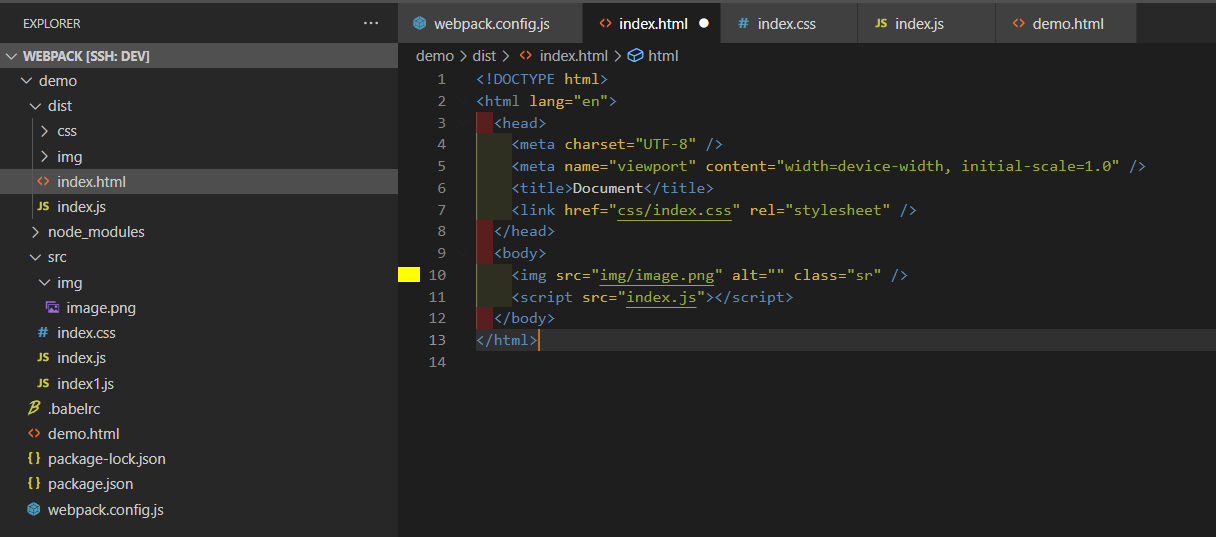 EXPLORER ···
WEBPACK [SSH: DEV]
demo
dist
css
img
index.html
JS index.js
node_modules
src
img
image.png
# index.css
JS index.js
JS index1.js
.babelrc
<> demo.html
{} package-lock.json
{} package.json
webpack.config.js
webpack.config.js <> index.html ● # index.css JS index.js <> demo.html
demo > dist > <> index.html > html
1 <!DOCTYPE html>
2 <html lang="en">
3 <head>
4 <meta charset="UTF-8" />
5 <meta name="viewport" content="width=device-width, initial-scale=1.0" />
6 <title>Document</title>
7 <link href="css/index.css" rel="stylesheet" />
8 </head>
9 <body>
10 <img src="img/image.png" alt="" class="sr" />
11 <script src="index.js"></script>
12 </body>
13 </html>
14